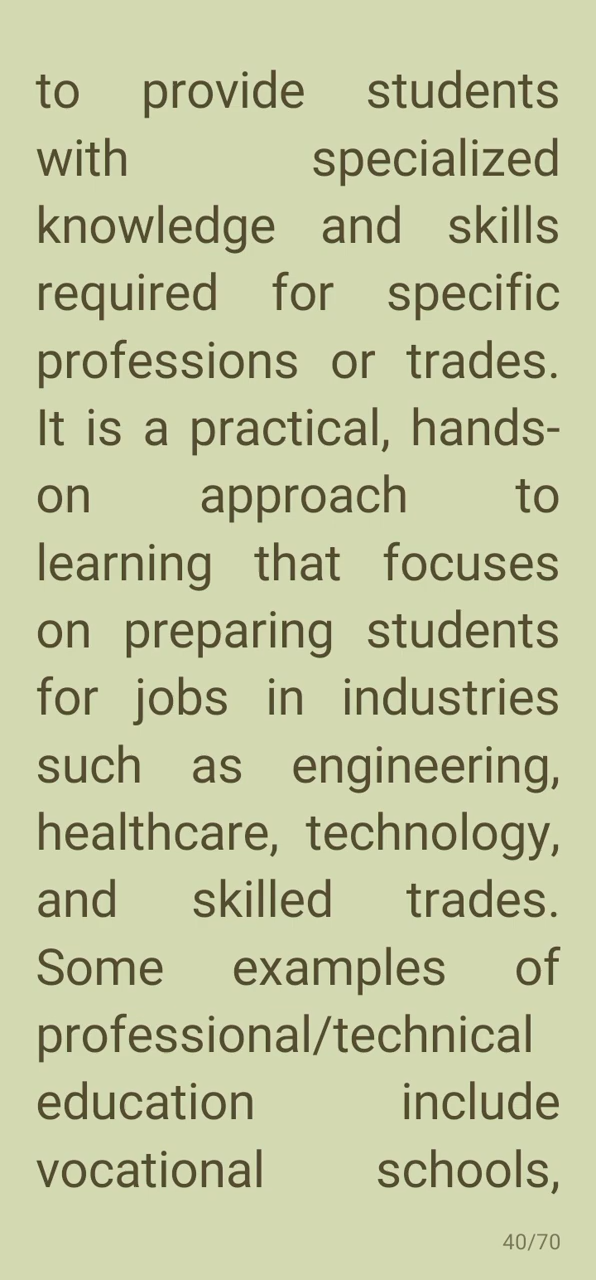 to provide students
with specialized
knowledge and skills
required for specific
professions or trades.
It is a practical, hands-
on approach to
learning that focuses
on preparing students
for jobs in industries
such as engineering,
healthcare, technology,
and skilled trades.
Some examples of
professional/technical
education include
vocational schools,
40/70